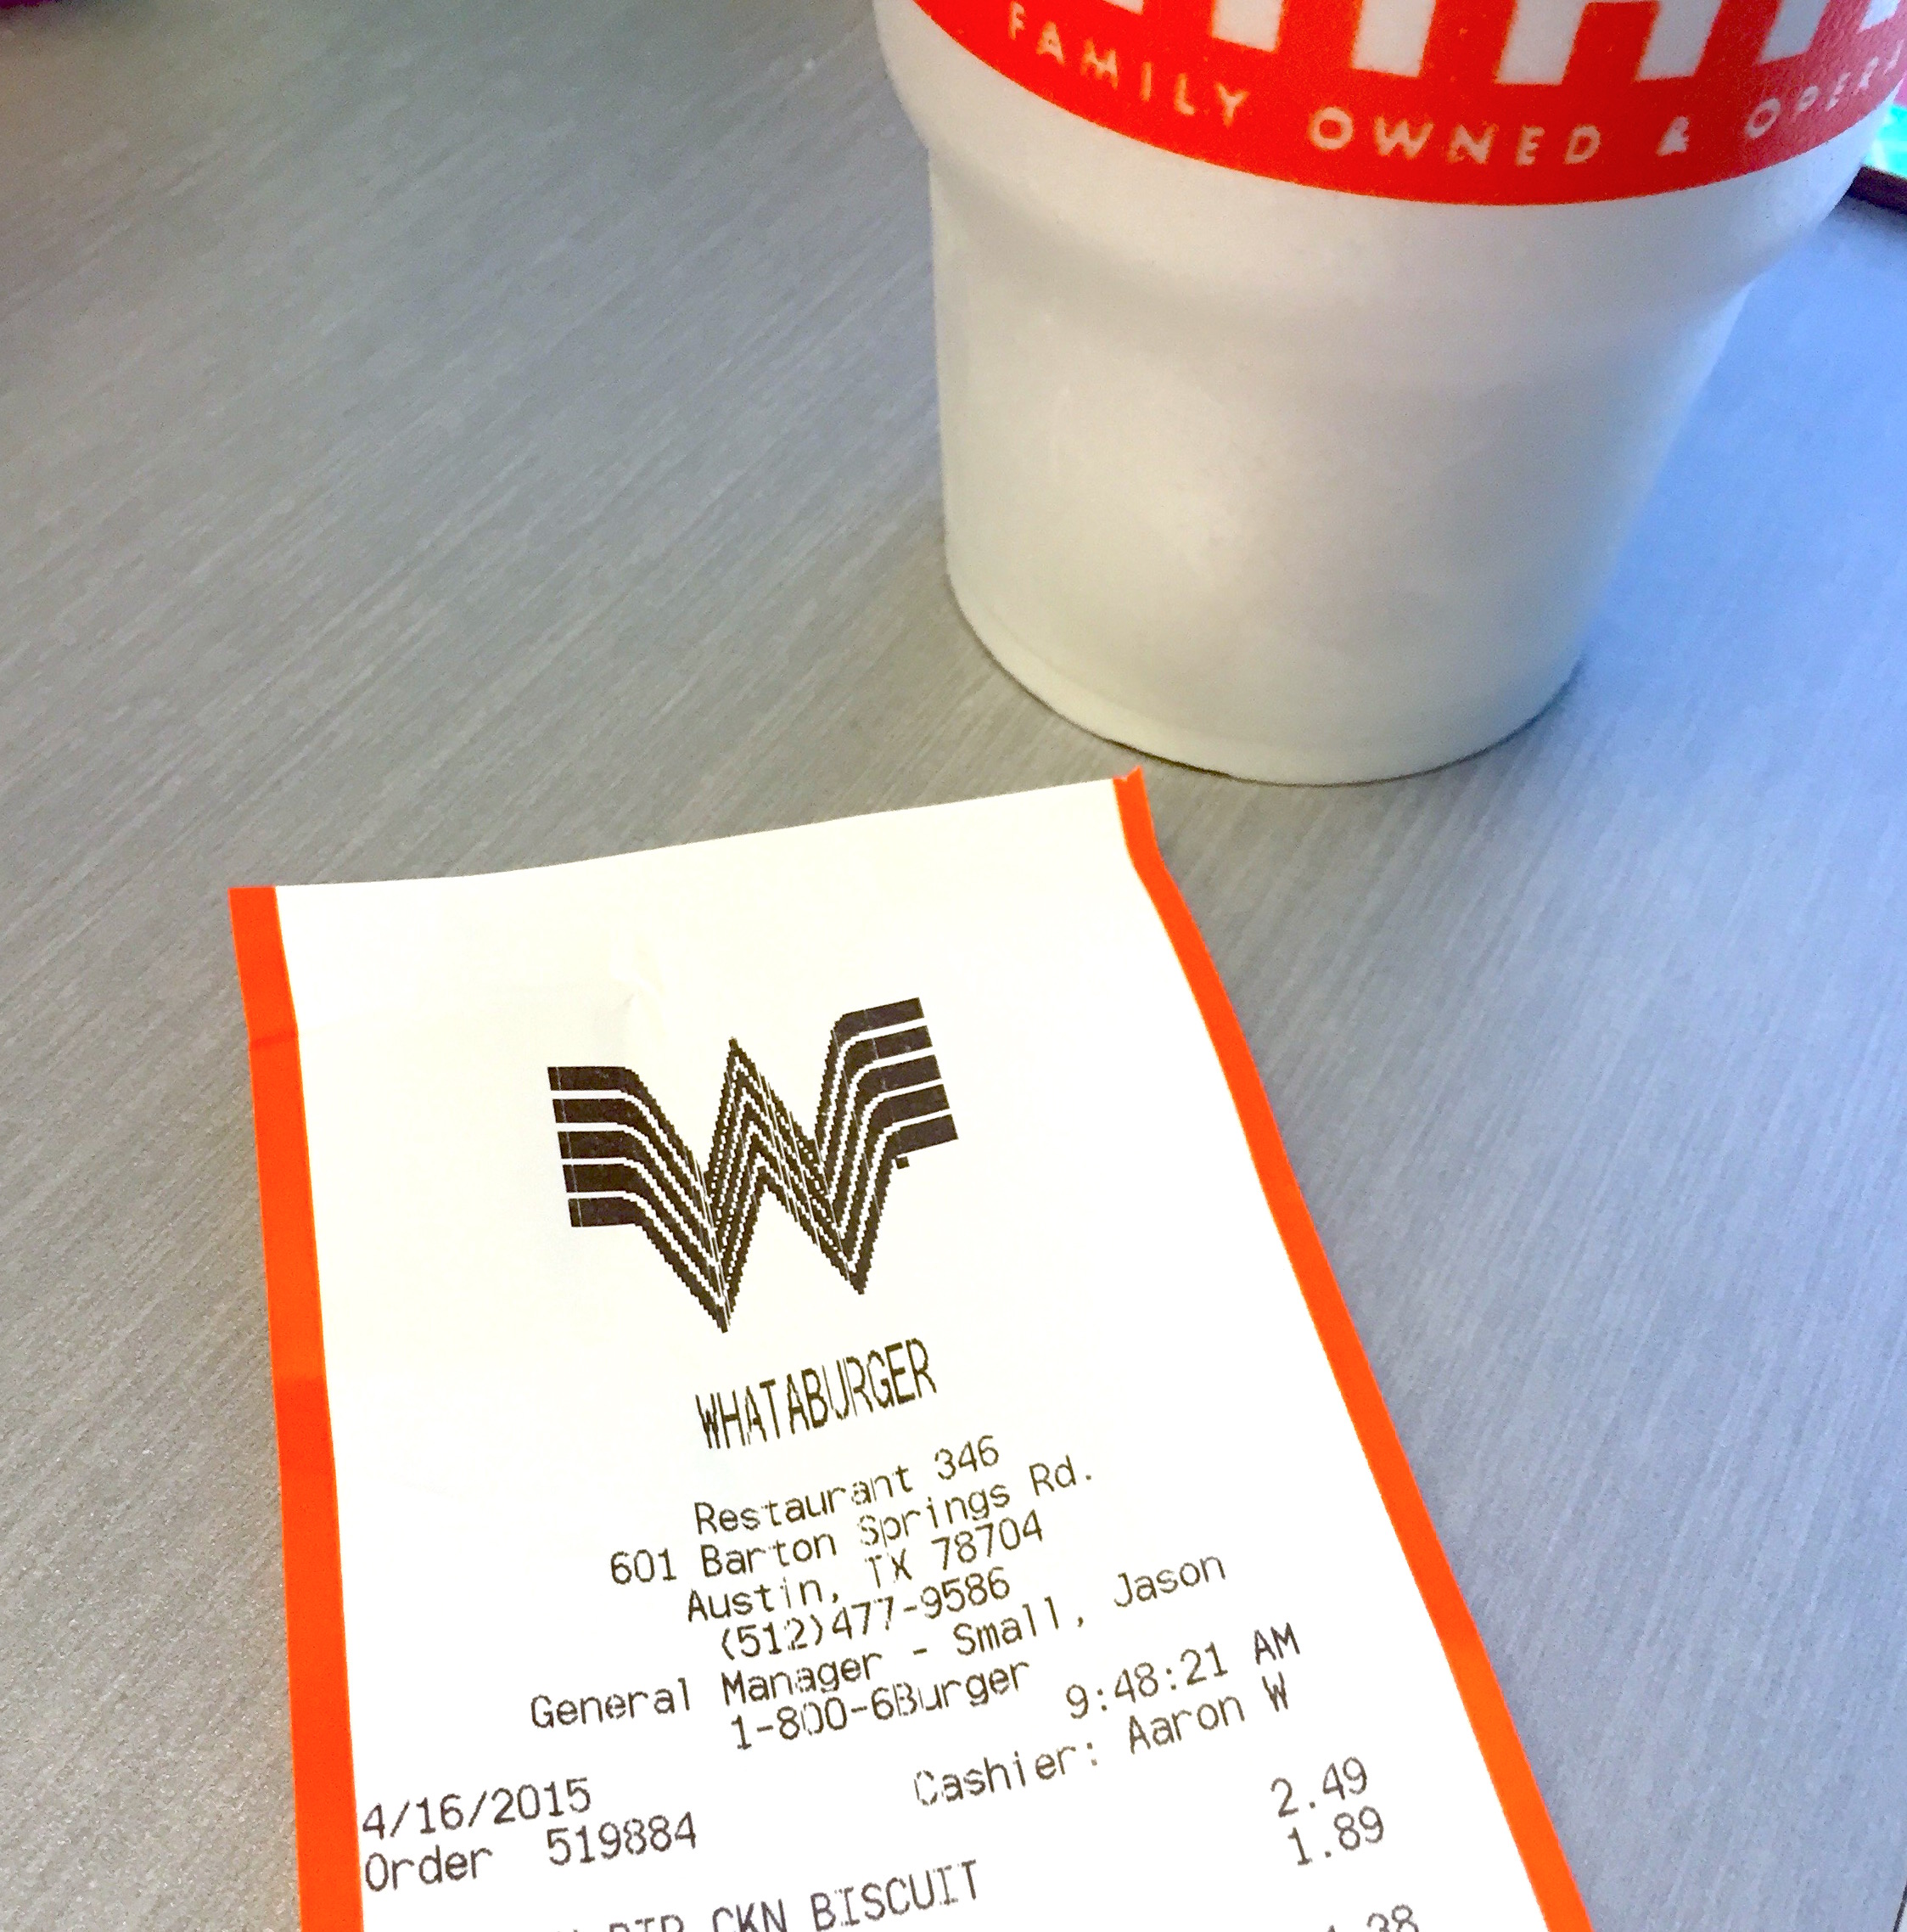 FAMILY OWNED &
WHATABURGER
Restaurant 346
601 Barton Springs Rd.
Austin, TX 78704
(512)477-9586
General Manager - Small, Jason
1-800-6Burger
4/16/2015 9:48:21 AM
Order 519884 Cashier: Aaron W
2.49
CKN BISCUIT 1.89